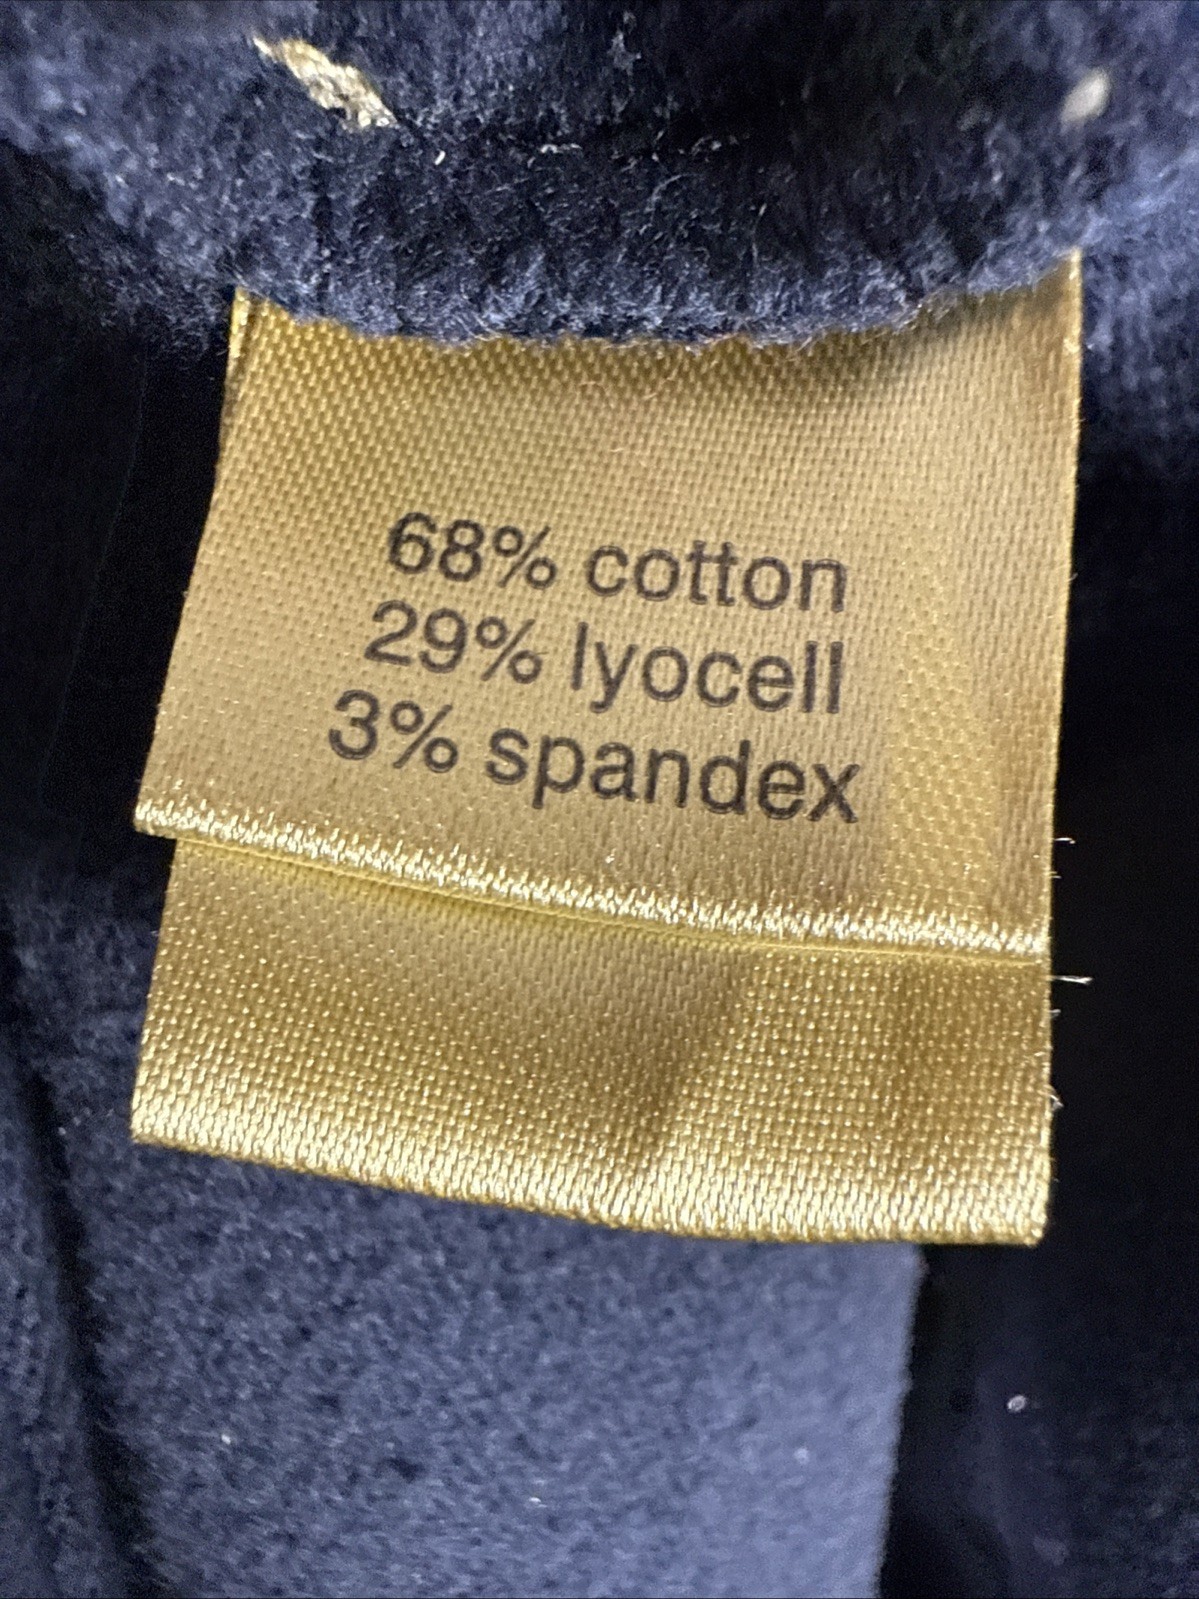 68% cotton
29% lyocell
3% spandex